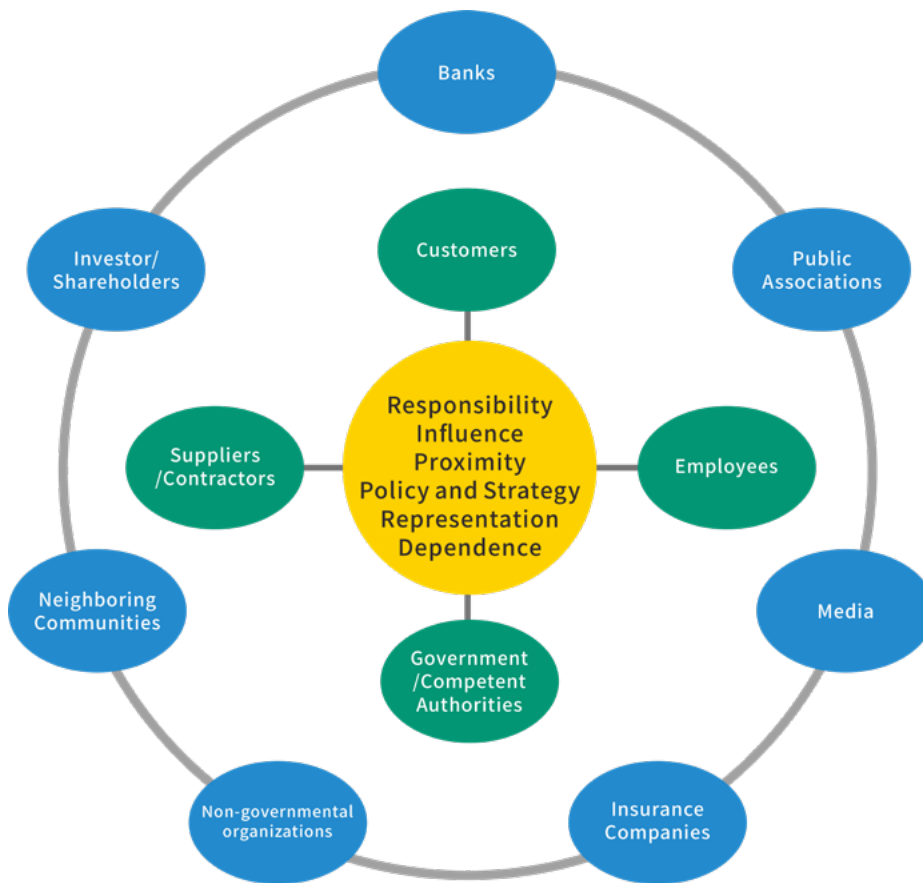 Banks
Investor/
Shareholders
Customers
Public
Associations
Responsibility
Influence
Proximity
Policy and Strategy
Representation
Dependence
Suppliers
/Contractors
Employees
Neighboring
Communities
Media
Government
/Competent
Authorities
Non-governmental
organizations
Insurance
Companies